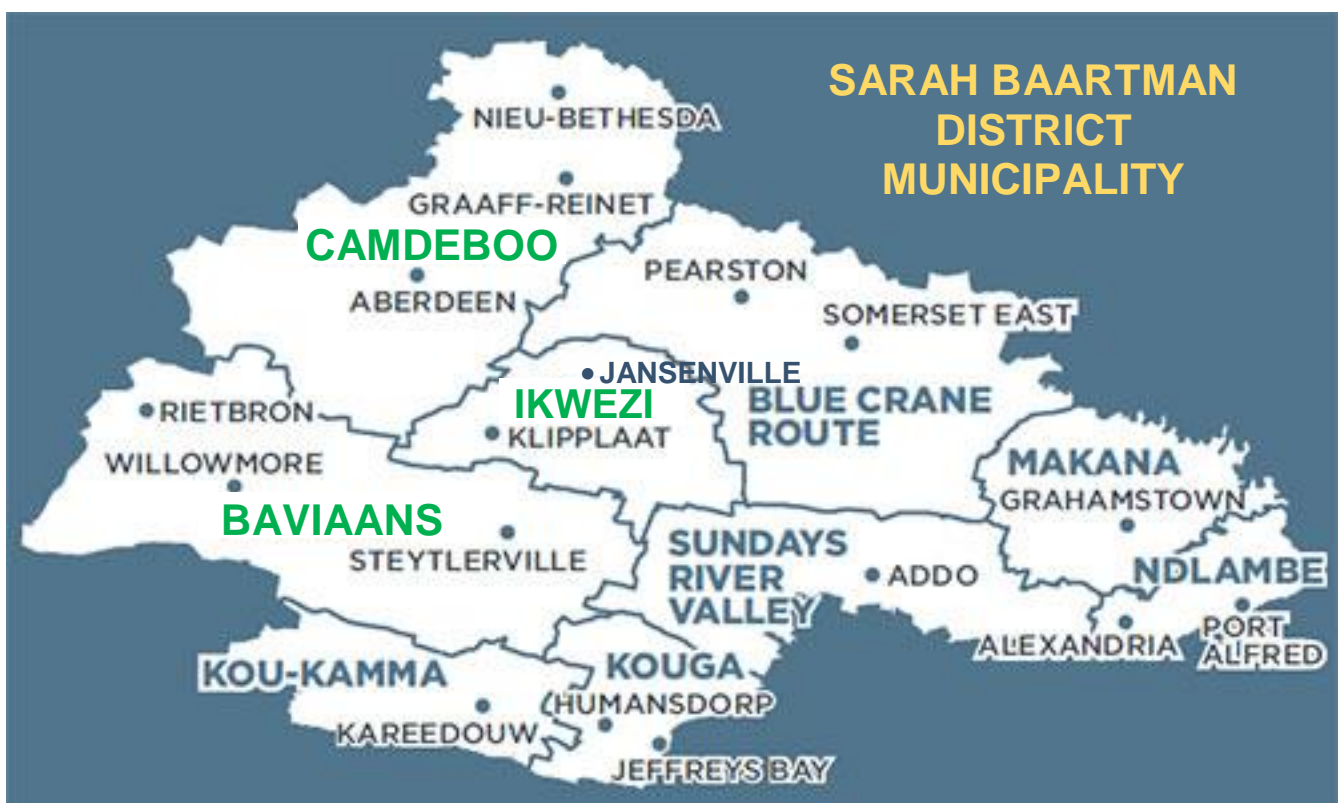 SARAH BAARTMAN
DISTRICT
MUNICIPALITY
NIEU-BETHESDA
GRAAFF-REINET
CAMDEBOO
ABERDEEN
PEARSTON
SOMERSET EAST
JANSENVILLE
IKWEZI
KLIPPLAAT
BLUE CRANE
ROUTE
RIETBRON
WILLOWMORE
BAVIAANS
STEYTLERVILLE
MAKANA
GRAHAMSTOWN
SUNDAYS
RIVER
VALLEY
ADDO
NDLAMBE
ALEXANDRIA
PORT
ALFRED
KOU-KAMMA
KAREEDOUW
KOUGA
HUMANSDORP
JEFFREYS BAY